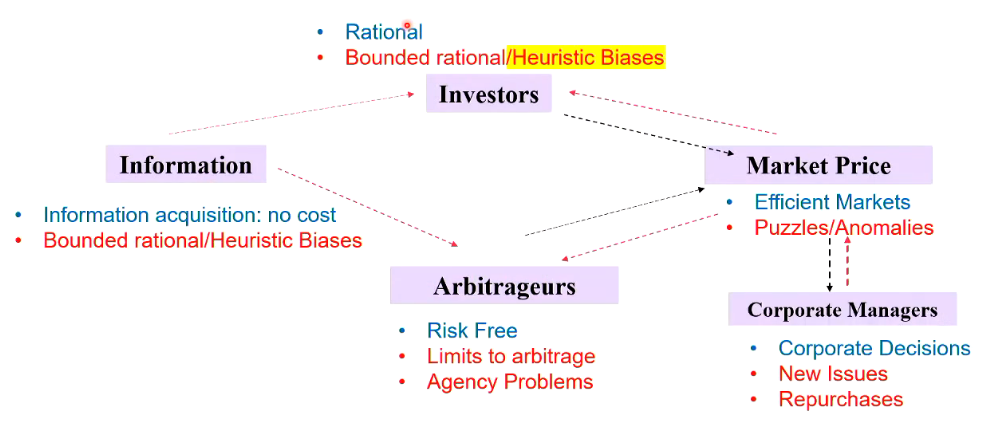 • Rational
• Bounded rational/Heuristic Biases
Investors
Information
• Information acquisition: no cost
• Bounded rational/Heuristic Biases
Market Price
• Efficient Markets
• Puzzles/Anomalies
Arbitrageurs
• Risk Free
• Limits to arbitrage
• Agency Problems
Corporate Managers
• Corporate Decisions
• New Issues
• Repurchases